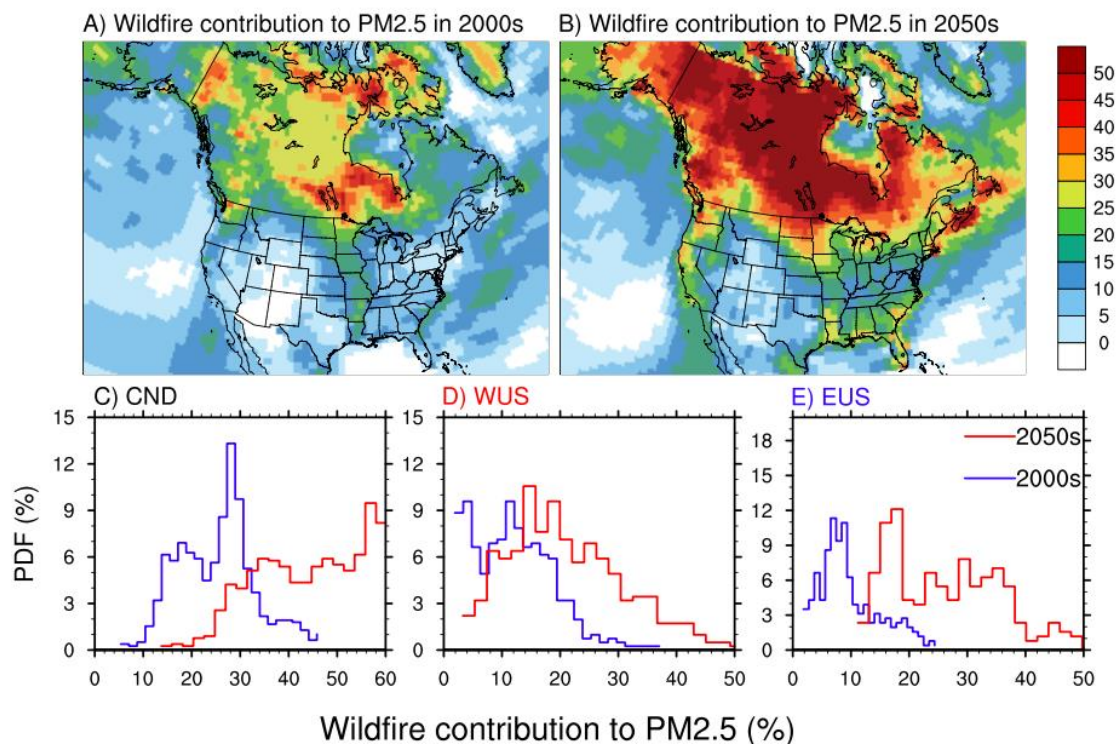 A) Wildfire contribution to PM2.5 in 2000s
B) Wildfire contribution to PM2.5 in 2050s
50
45
40
35
30
25
20
15
10
5
0
C) CND
D) WUS
E) EUS
PDF (%)
15
12
9
6
3
0
0 10 20 30 40 50 60
15
12
9
6
3
0
0 10 20 30 40 50
18
15
12
9
6
3
0
0 10 20 30 40 50
2050s
2000s
Wildfire contribution to PM2.5 (%)